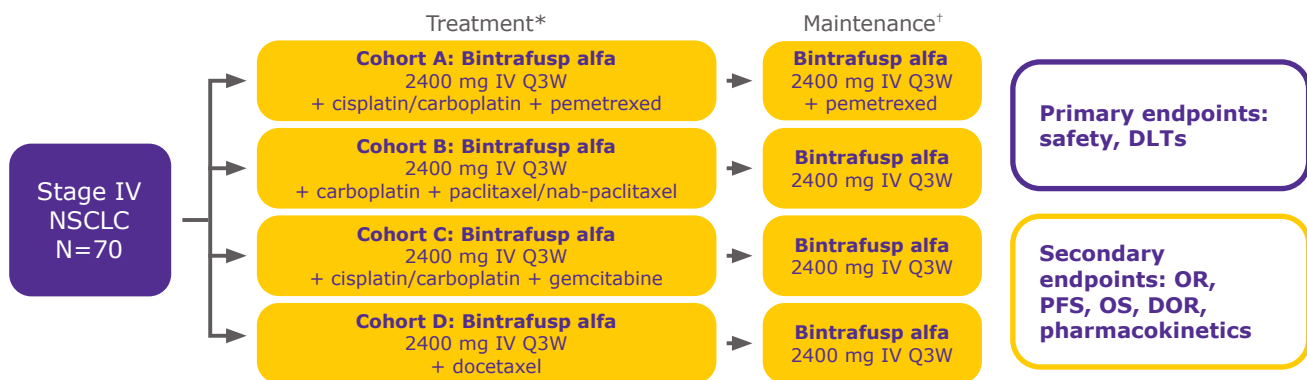 Treatment*
Maintenance†
Stage IV
NSCLC
N=70
Cohort A: Bintrafusp alfa
2400 mg IV Q3W
+ cisplatin/carboplatin + pemetrexed
Bintrafusp alfa
2400 mg IV Q3W
+ pemetrexed
Cohort B: Bintrafusp alfa
2400 mg IV Q3W
+ carboplatin + paclitaxel/nab-paclitaxel
Bintrafusp alfa
2400 mg IV Q3W
Cohort C: Bintrafusp alfa
2400 mg IV Q3W
+ cisplatin/carboplatin + gemcitabine
Bintrafusp alfa
2400 mg IV Q3W
Cohort D: Bintrafusp alfa
2400 mg IV Q3W
+ docetaxel
Bintrafusp alfa
2400 mg IV Q3W
Primary endpoints:
safety, DLTs
Secondary
endpoints: OR,
PFS, OS, DOR,
pharmacokinetics